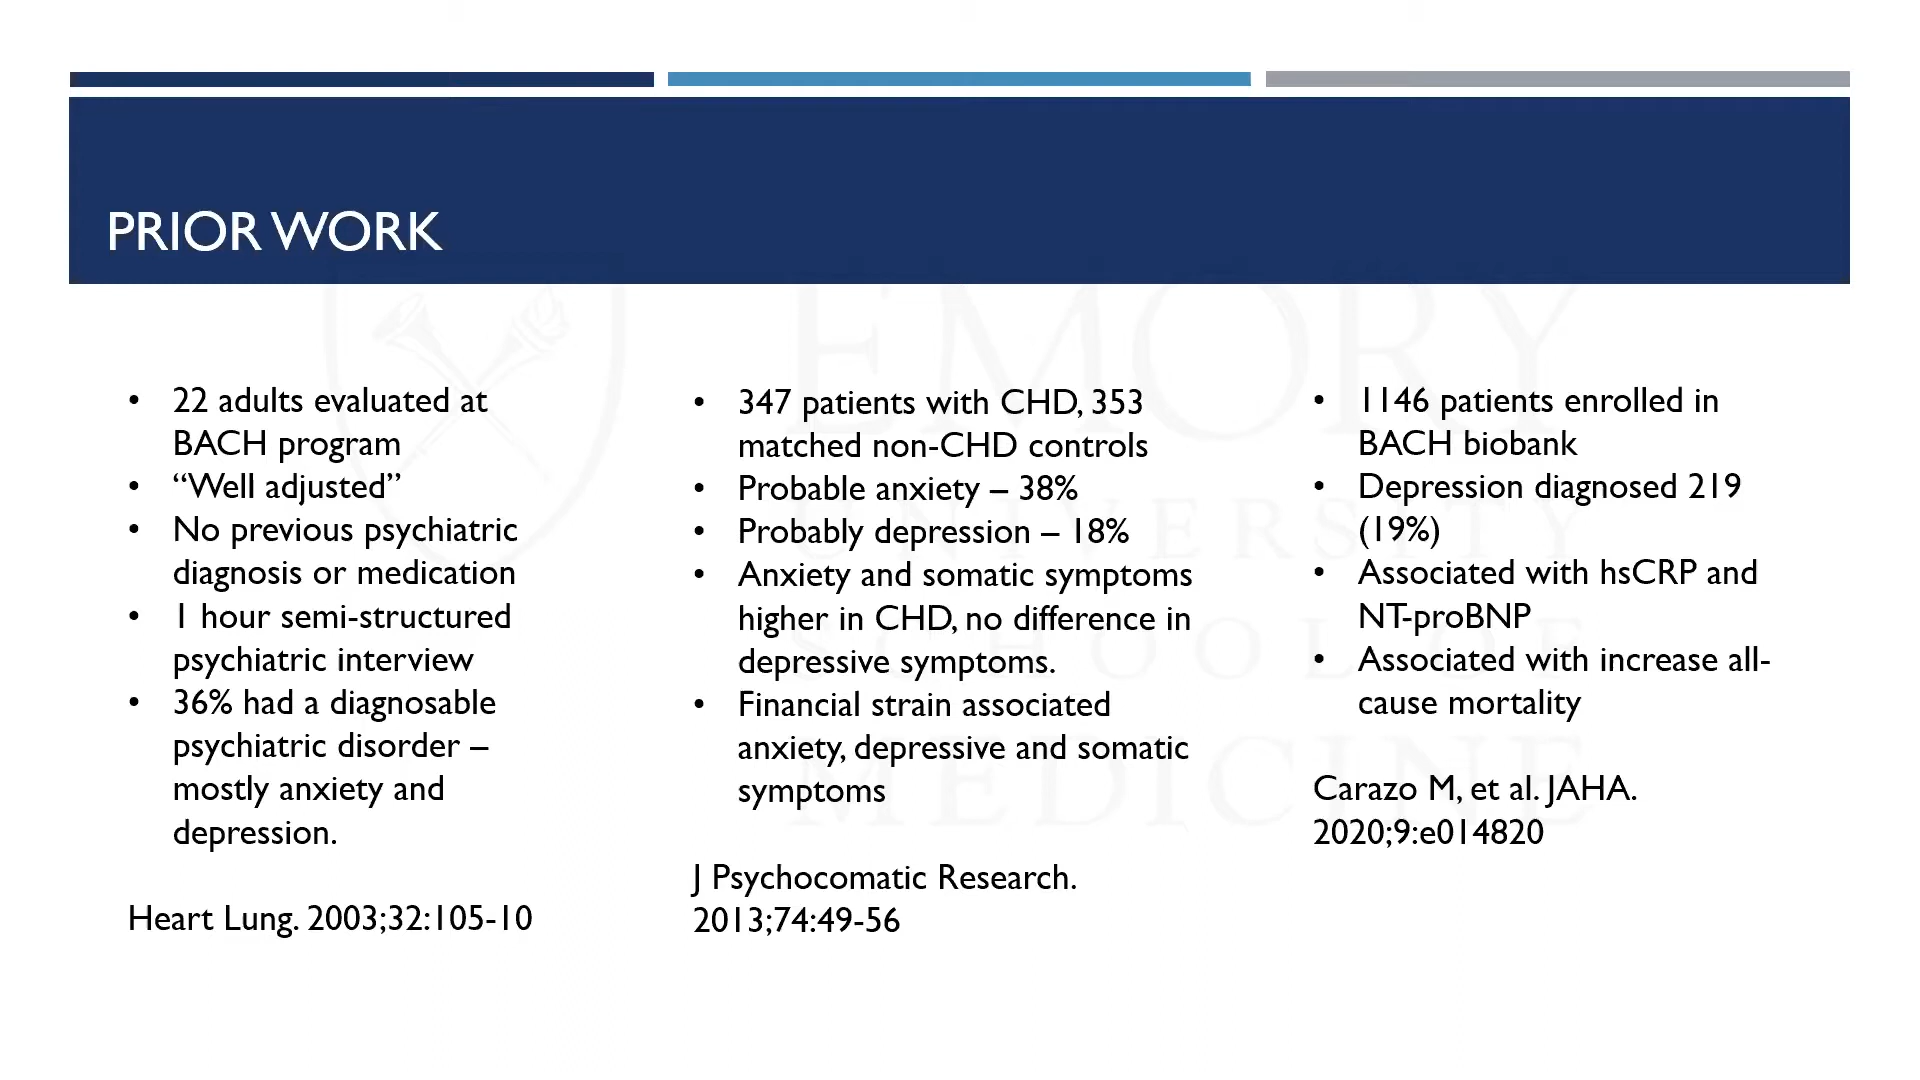 PRIOR WORK
• 22 adults evaluated at
BACH program
• “Well adjusted”
• No previous psychiatric
diagnosis or medication
• 1 hour semi-structured
psychiatric interview
• 36% had a diagnosable
psychiatric disorder –
mostly anxiety and
depression.
Heart Lung. 2003;32:105-10
• 347 patients with CHD, 353
matched non-CHD controls
• Probable anxiety – 38%
• Probably depression – 18%
• Anxiety and somatic symptoms
higher in CHD, no difference in
depressive symptoms.
• Financial strain associated
anxiety, depressive and somatic
symptoms
J Psychocomatic Research.
2013;74:49-56
• 1146 patients enrolled in
BACH biobank
• Depression diagnosed 219
(19%)
• Associated with hsCRP and
NT-proBNP
• Associated with increase all-
cause mortality
Carazo M, et al. JAHA.
2020;9:e014820
EMORY
UNIVERSITY
SCHOOL OF
MEDICINE